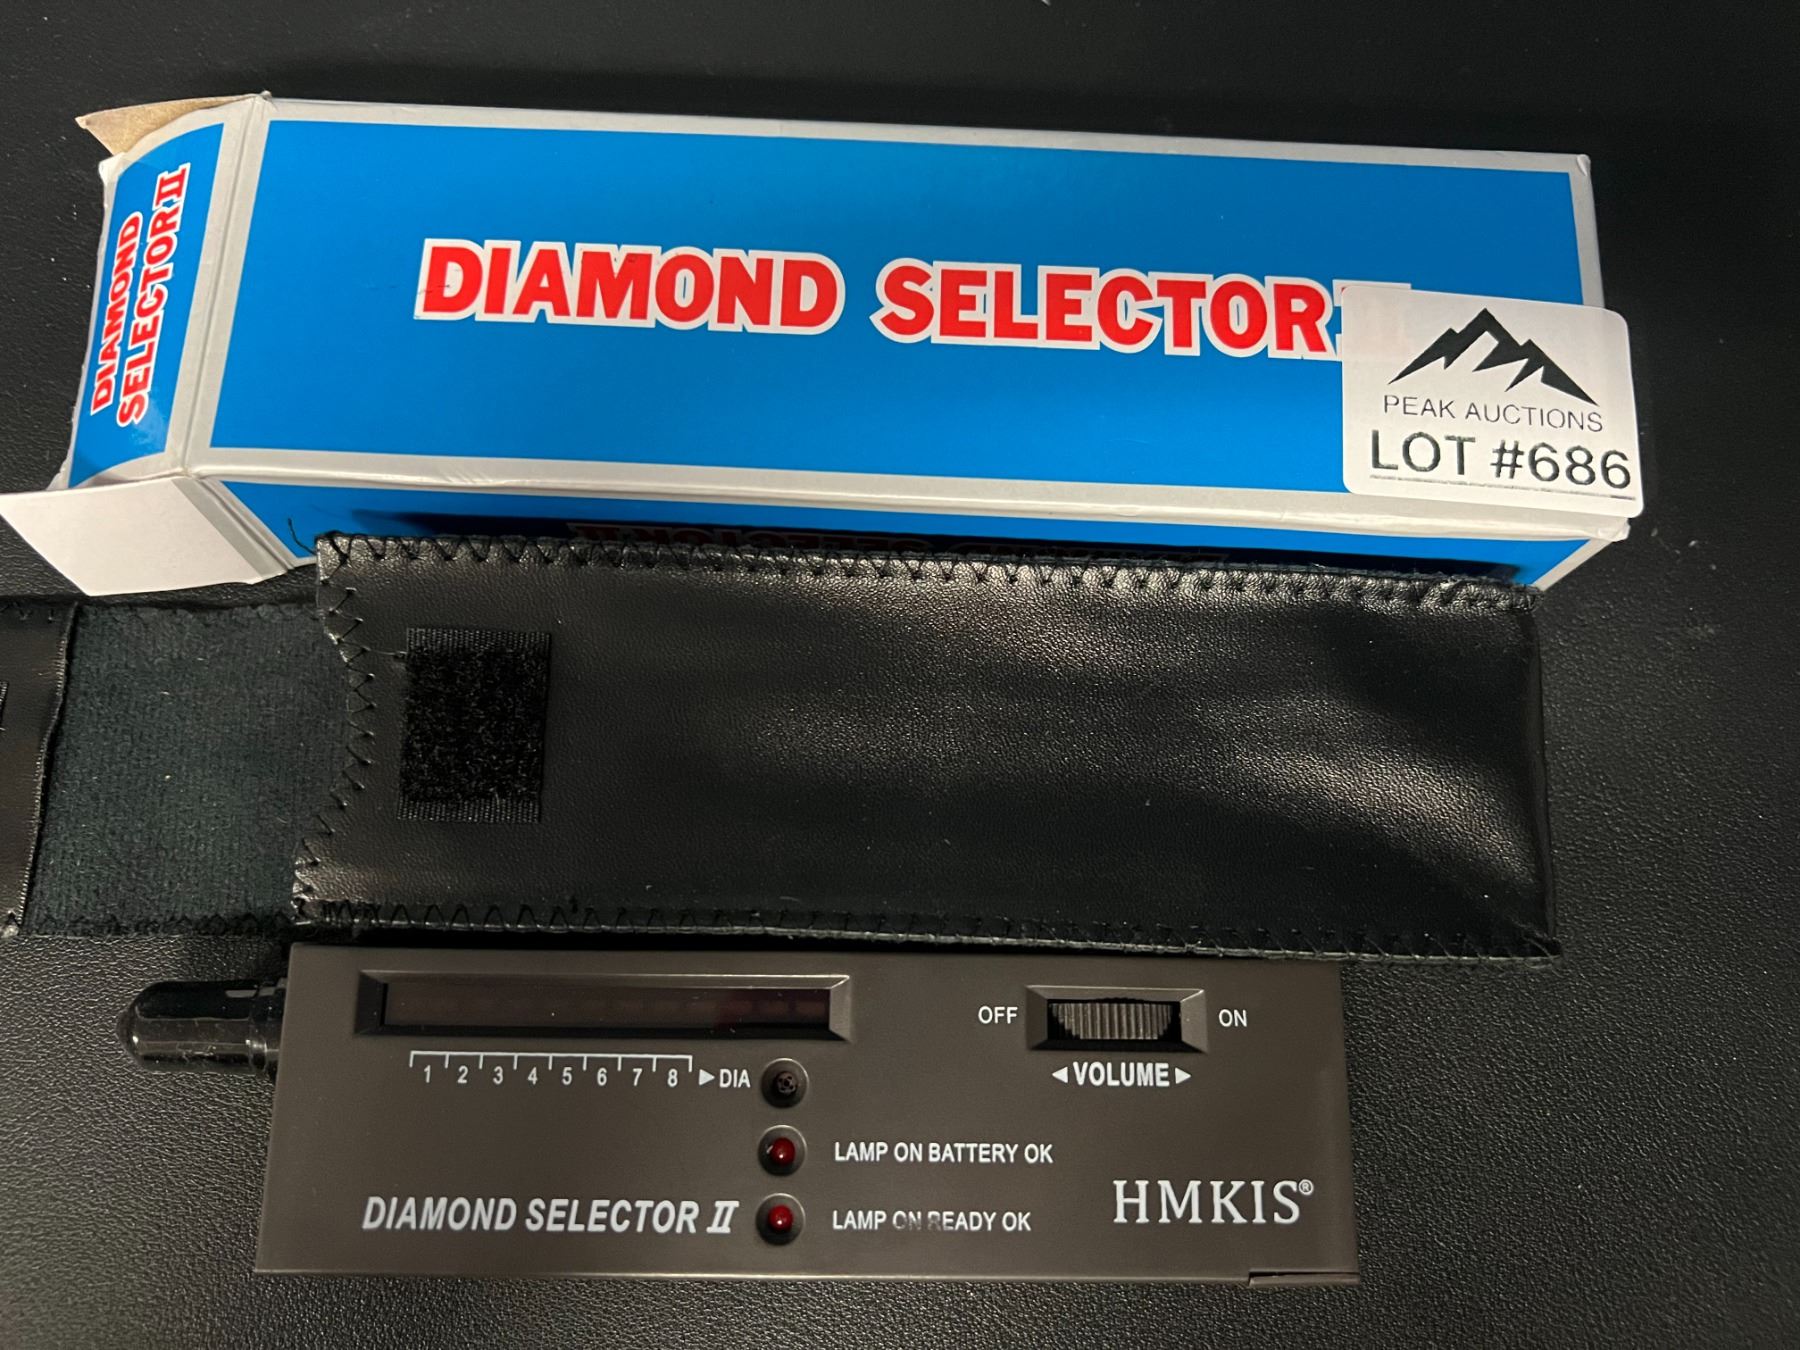 DIAMOND
SELECTOR II
DIAMOND SELECTOR
PEAK AUCTIONS
LOT #686
OFF
ON
◄VOLUME►
1 2 3 4 5 6 7 8 ►DIA
LAMP ON BATTERY OK
DIAMOND SELECTOR II
LAMP ON READY OK
HMKIS®